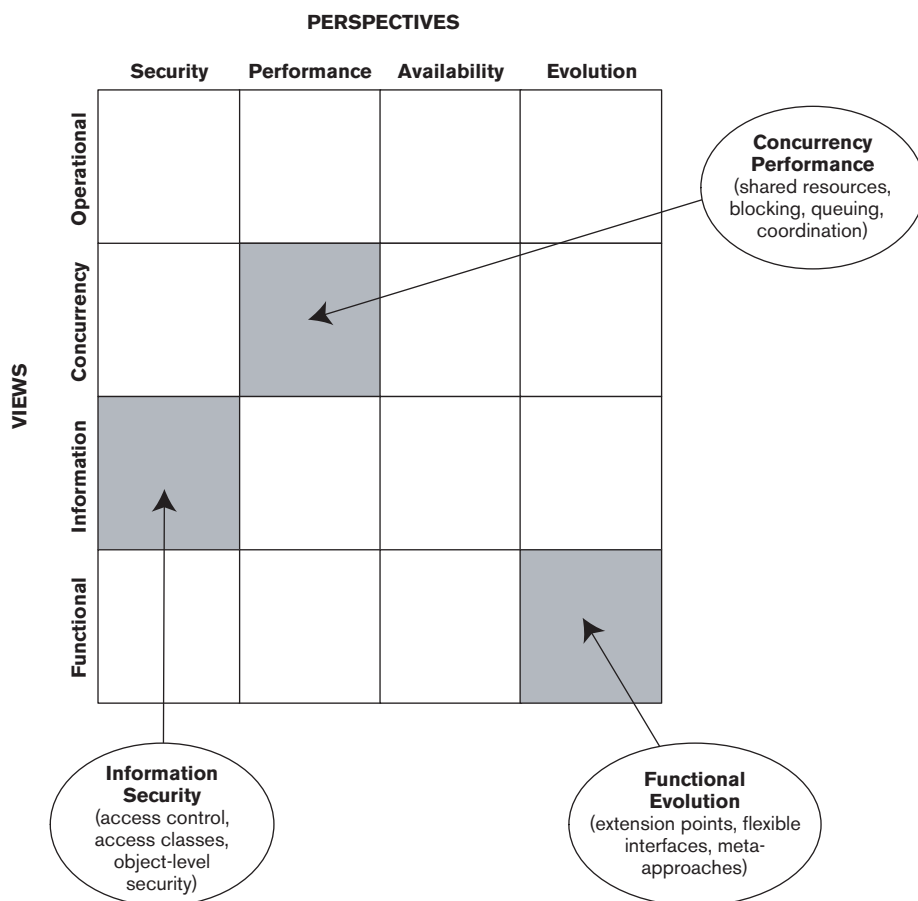 PERSPECTIVES
Security Performance Availability Evolution
VIEWS
Operational
Concurrency
Information
Functional
Concurrency
Performance
(shared resources,
blocking, queuing,
coordination)
Information
Security
(access control,
access classes,
object-level
security)
Functional
Evolution
(extension points, flexible
interfaces, meta-
approaches)